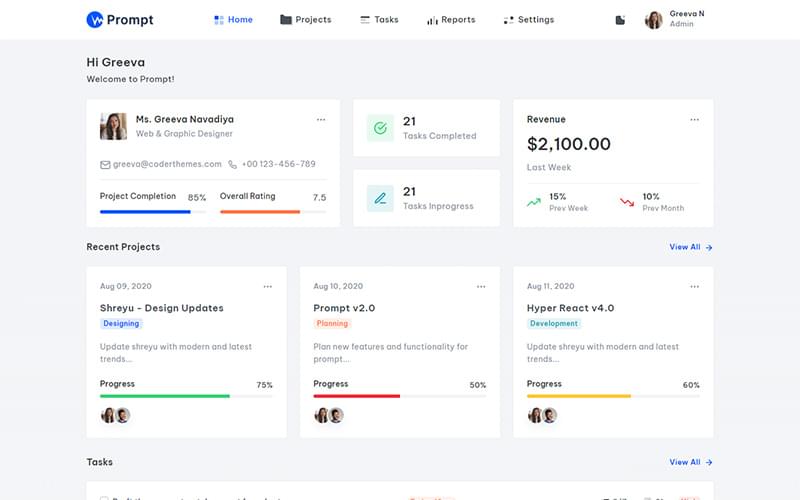 Prompt
Home
Projects
Tasks
Reports
Settings
Greeva N
Admin
Hi Greeva
Welcome to Prompt!
Ms. Greeva Navadiya
Web & Graphic Designer
greeva@coderthemes.com
+00 123-456-789
Project Completion
85%
Overall Rating
7.5
21
Tasks Completed
21
Tasks Inprogress
Revenue
$2,100.00
Last Week
15%
Prev Week
10%
Prev Month
Recent Projects
View All
Aug 09, 2020
Shreyu - Design Updates
Designing
Update shreyu with modern and latest
trends...
Progress
75%
Aug 10, 2020
Prompt v2.0
Planning
Plan new features and functionality for
prompt...
Progress
50%
Aug 11, 2020
Hyper React v4.0
Development
Update shreyu with modern and latest
trends...
Progress
60%
Tasks
View All